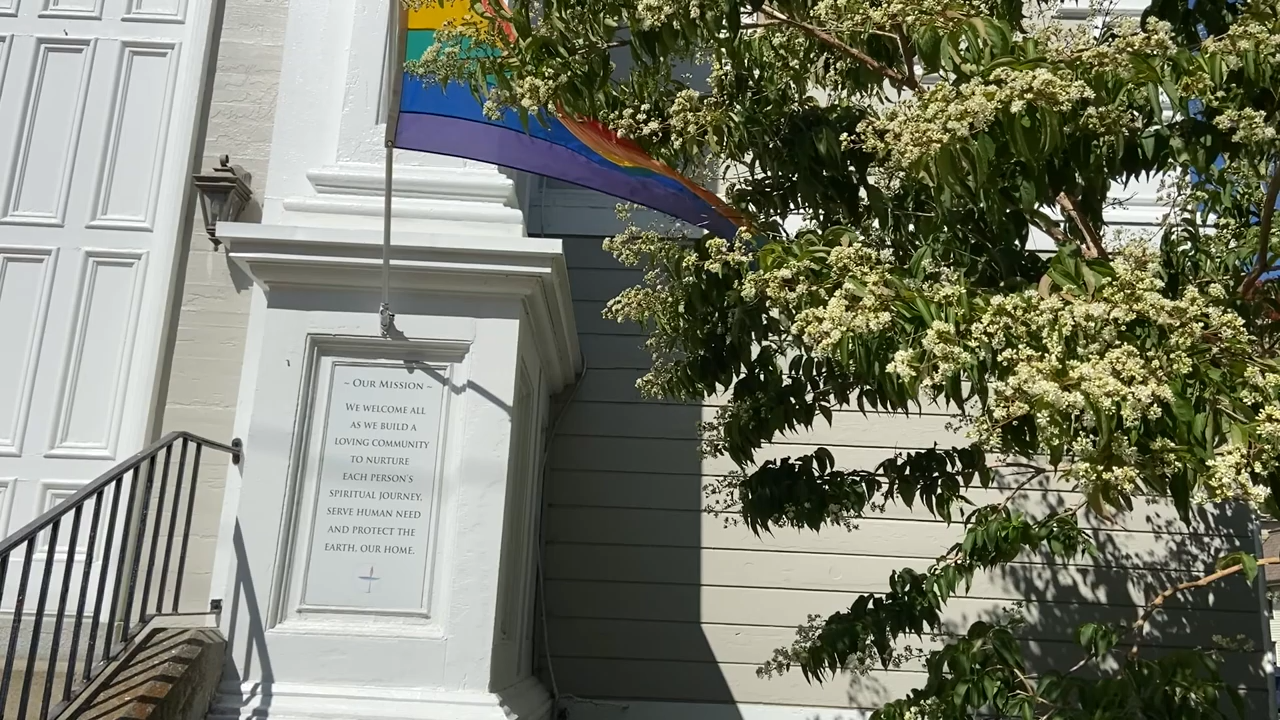 ~ Our Mission ~
We welcome all
as we build a
loving community
to nurture
each person's
spiritual journey,
serve human need
and protect the
earth, our home.